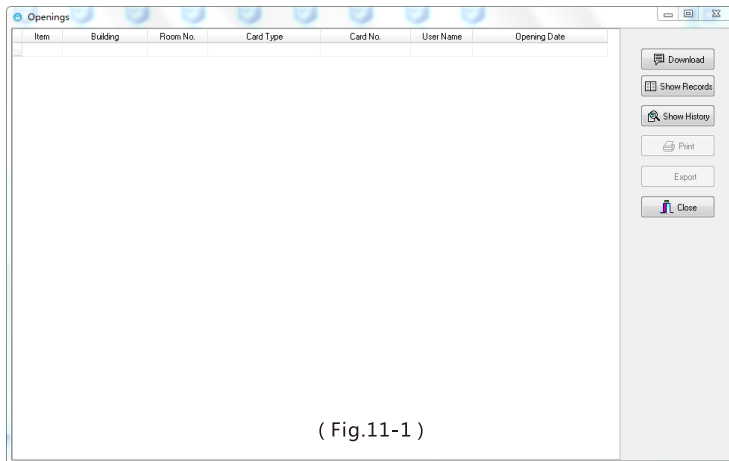 Openings
Item Building Room No. Card Type Card No. User Name Opening Date
Download
Show Records
Show History
Print
Export
Close
( Fig.11-1 )